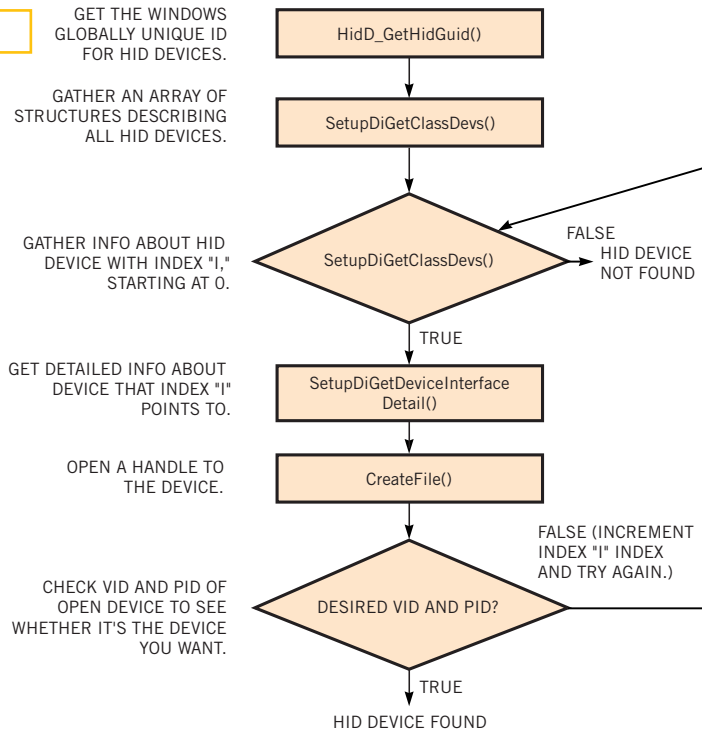 GET THE WINDOWS
GLOBALLY UNIQUE ID
FOR HID DEVICES.
HidD_GetHidGuid()
GATHER AN ARRAY OF
STRUCTURES DESCRIBING
ALL HID DEVICES.
SetupDiGetClassDevs()
GATHER INFO ABOUT HID
DEVICE WITH INDEX "I,"
STARTING AT 0.
SetupDiGetClassDevs()
FALSE
HID DEVICE
NOT FOUND
TRUE
GET DETAILED INFO ABOUT
DEVICE THAT INDEX "I"
POINTS TO.
SetupDiGetDeviceInterface
Detail()
OPEN A HANDLE TO
THE DEVICE.
CreateFile()
FALSE (INCREMENT
INDEX "I" INDEX
AND TRY AGAIN.)
CHECK VID AND PID OF
OPEN DEVICE TO SEE
WHETHER IT'S THE DEVICE
YOU WANT.
DESIRED VID AND PID?
TRUE
HID DEVICE FOUND